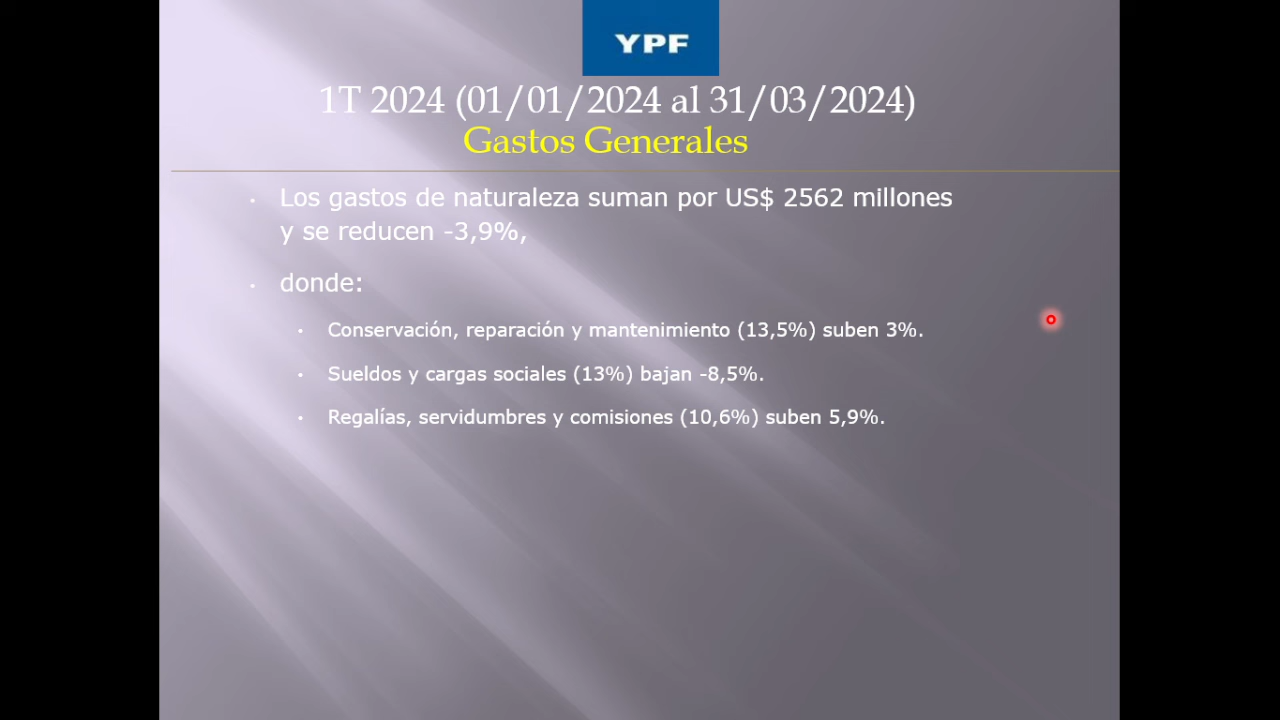 YPF
1T 2024 (01/01/2024 al 31/03/2024)
Gastos Generales
• Los gastos de naturaleza suman por US$ 2562 millones
y se reducen -3,9%,
• donde:
• Conservación, reparación y mantenimiento (13,5%) suben 3%.
• Sueldos y cargas sociales (13%) bajan -8,5%.
• Regalías, servidumbres y comisiones (10,6%) suben 5,9%.